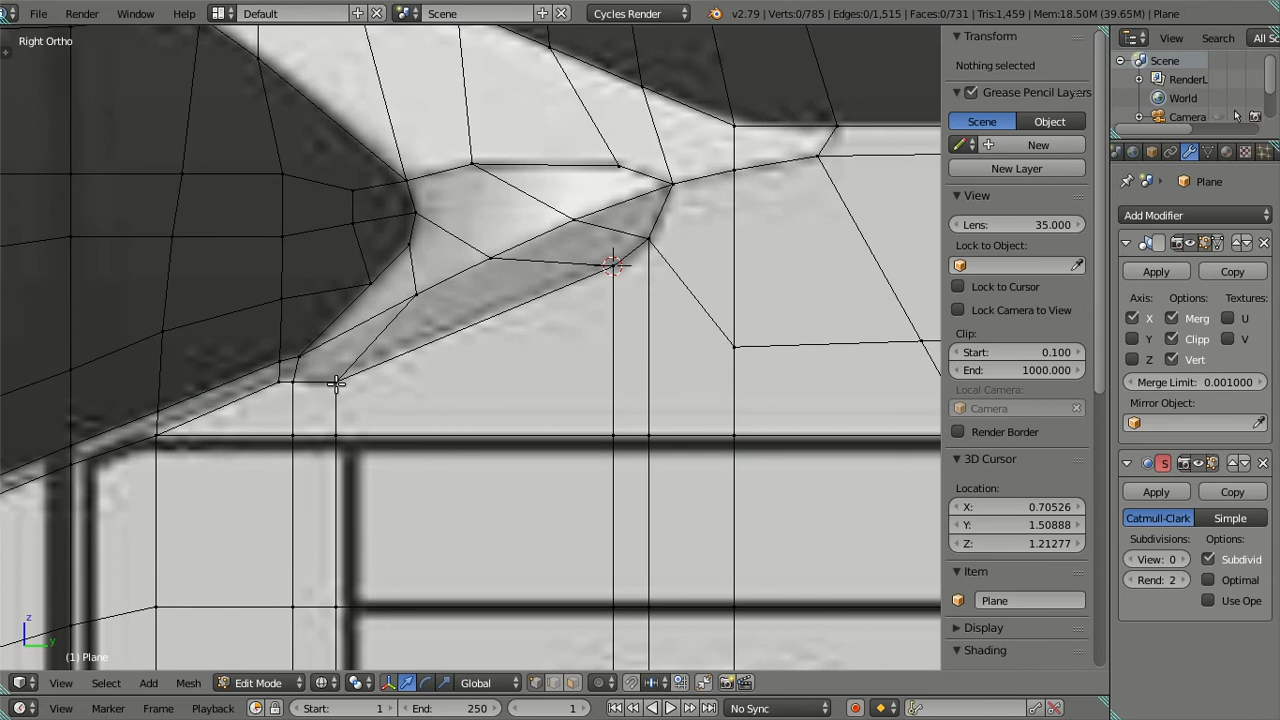 File Render Window Help Default Scene Cycles Render v2.79 | Verts:0/785 | Edges:0/1,515 | Faces:0/731 | Tris:1,459 | Mem:18.50M (39.65M) | Plane
Right Ortho
Transform
Nothing selected
Grease Pencil Layers
Scene Object
New
New Layer
View
Lens: 35.000
Lock to Object:
Lock to Cursor
Lock Camera to View
Clip:
Start: 0.100
End: 1000.000
Local Camera:
Camera
Render Border
3D Cursor
Location:
X: 0.70526
Y: 1.50888
Z: 1.21277
Item
Plane
Display
Shading
View Search All Sc
Scene
RenderL
World
Camera
Plane
Add Modifier
Apply Copy
Axis: Options: Textures:
X Merg U
Y Clipp V
Z Vert
Merge Limit: 0.001000
Mirror Object:
S
Apply Copy
Catmull-Clark Simple
Subdivisions: Options:
View: 0 Subdivid
Rend: 2 Optimal
Use Ope
z
y
(1) Plane
View Select Add Mesh Edit Mode Global
View Marker Frame Playback Start: 1 End: 250 1 No Sync